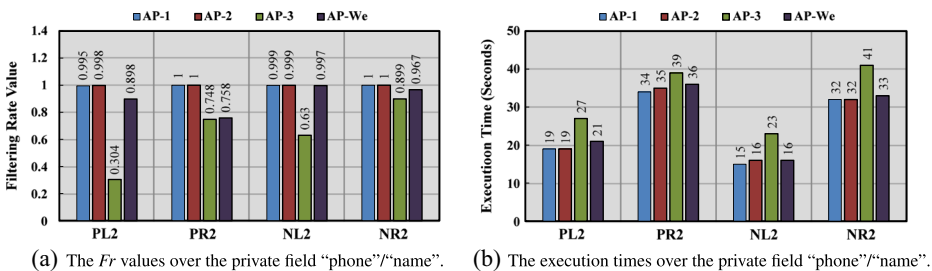 AP-1 AP-2 AP-3 AP-We
Filtering Rate Value
1.4
1.2
1
0.8
0.6
0.4
0.2
0
0.995 0.998 0.304 0.898
1 1 0.748 0.758
0.999 0.999 0.63 0.997
1 1 0.899 0.967
PL2 PR2 NL2 NR2
(a) The Fr values over the private field “phone”/“name”.
AP-1 AP-2 AP-3 AP-We
Executioon Time (Seconds)
50
40
30
20
10
0
19 19 27 21
34 35 39 36
15 16 23 16
32 32 41 33
PL2 PR2 NL2 NR2
(b) The execution times over the private field “phone”/“name”.